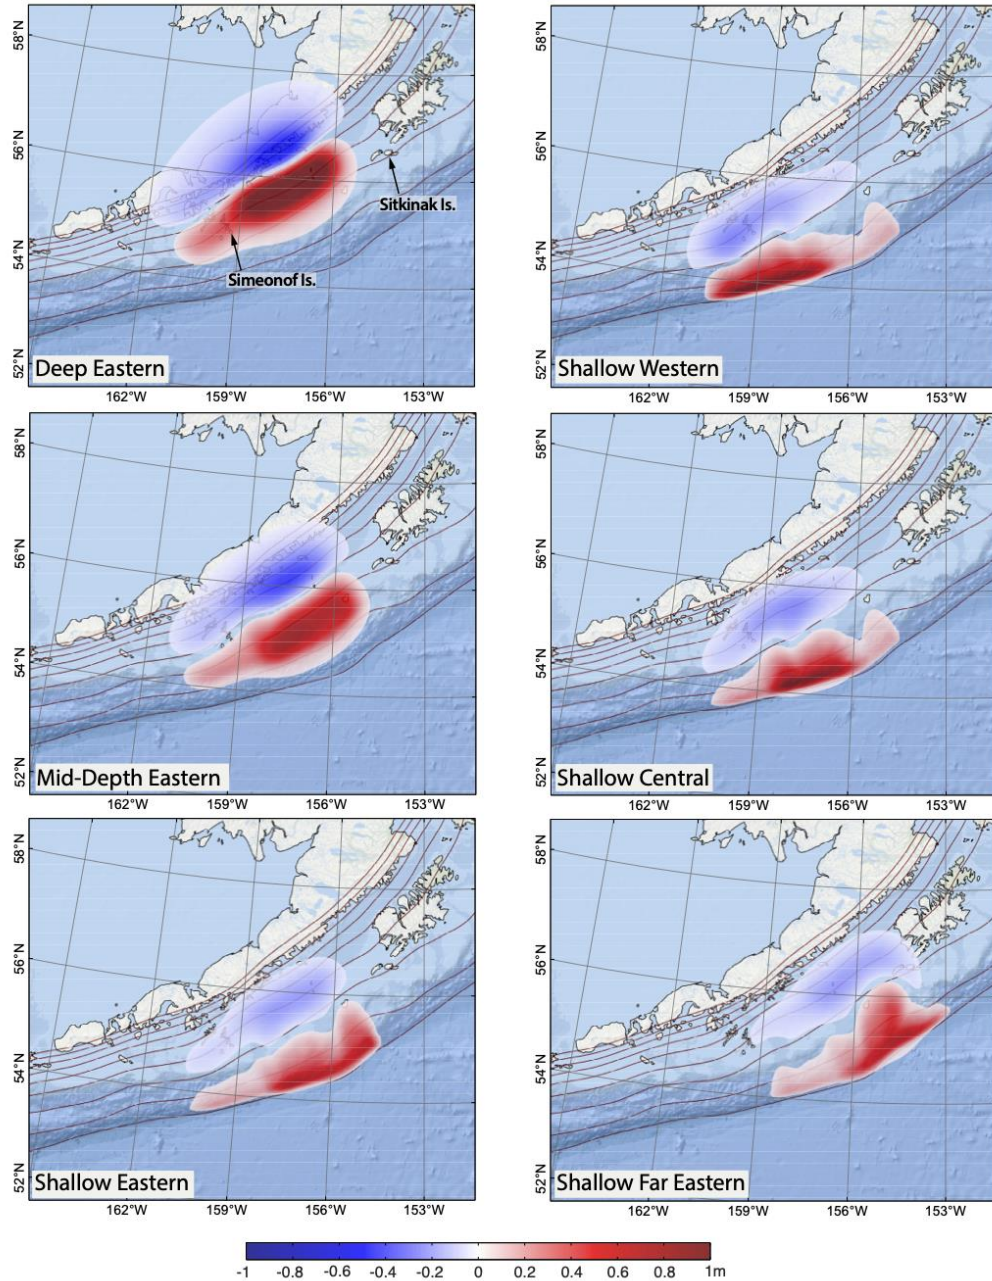 58°N
56°N
54°N
52°N
Sitkinak Is.
Simeonof Is.
Deep Eastern
162°W 159°W 156°W 153°W
58°N
56°N
54°N
52°N
Shallow Western
162°W 159°W 156°W 153°W
58°N
56°N
54°N
52°N
Mid-Depth Eastern
162°W 159°W 156°W 153°W
58°N
56°N
54°N
52°N
Shallow Central
162°W 159°W 156°W 153°W
58°N
56°N
54°N
52°N
Shallow Eastern
162°W 159°W 156°W 153°W
58°N
56°N
54°N
52°N
Shallow Far Eastern
162°W 159°W 156°W 153°W
-1 -0.8 -0.6 -0.4 -0.2 0 0.2 0.4 0.6 0.8 1m